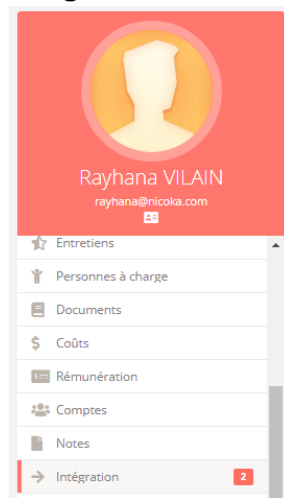 Rayhana VILAIN
rayhana@nicoka.com
Entretiens
Personnes à charge
Documents
Coûts
Rémunération
Comptes
Notes
Intégration 2